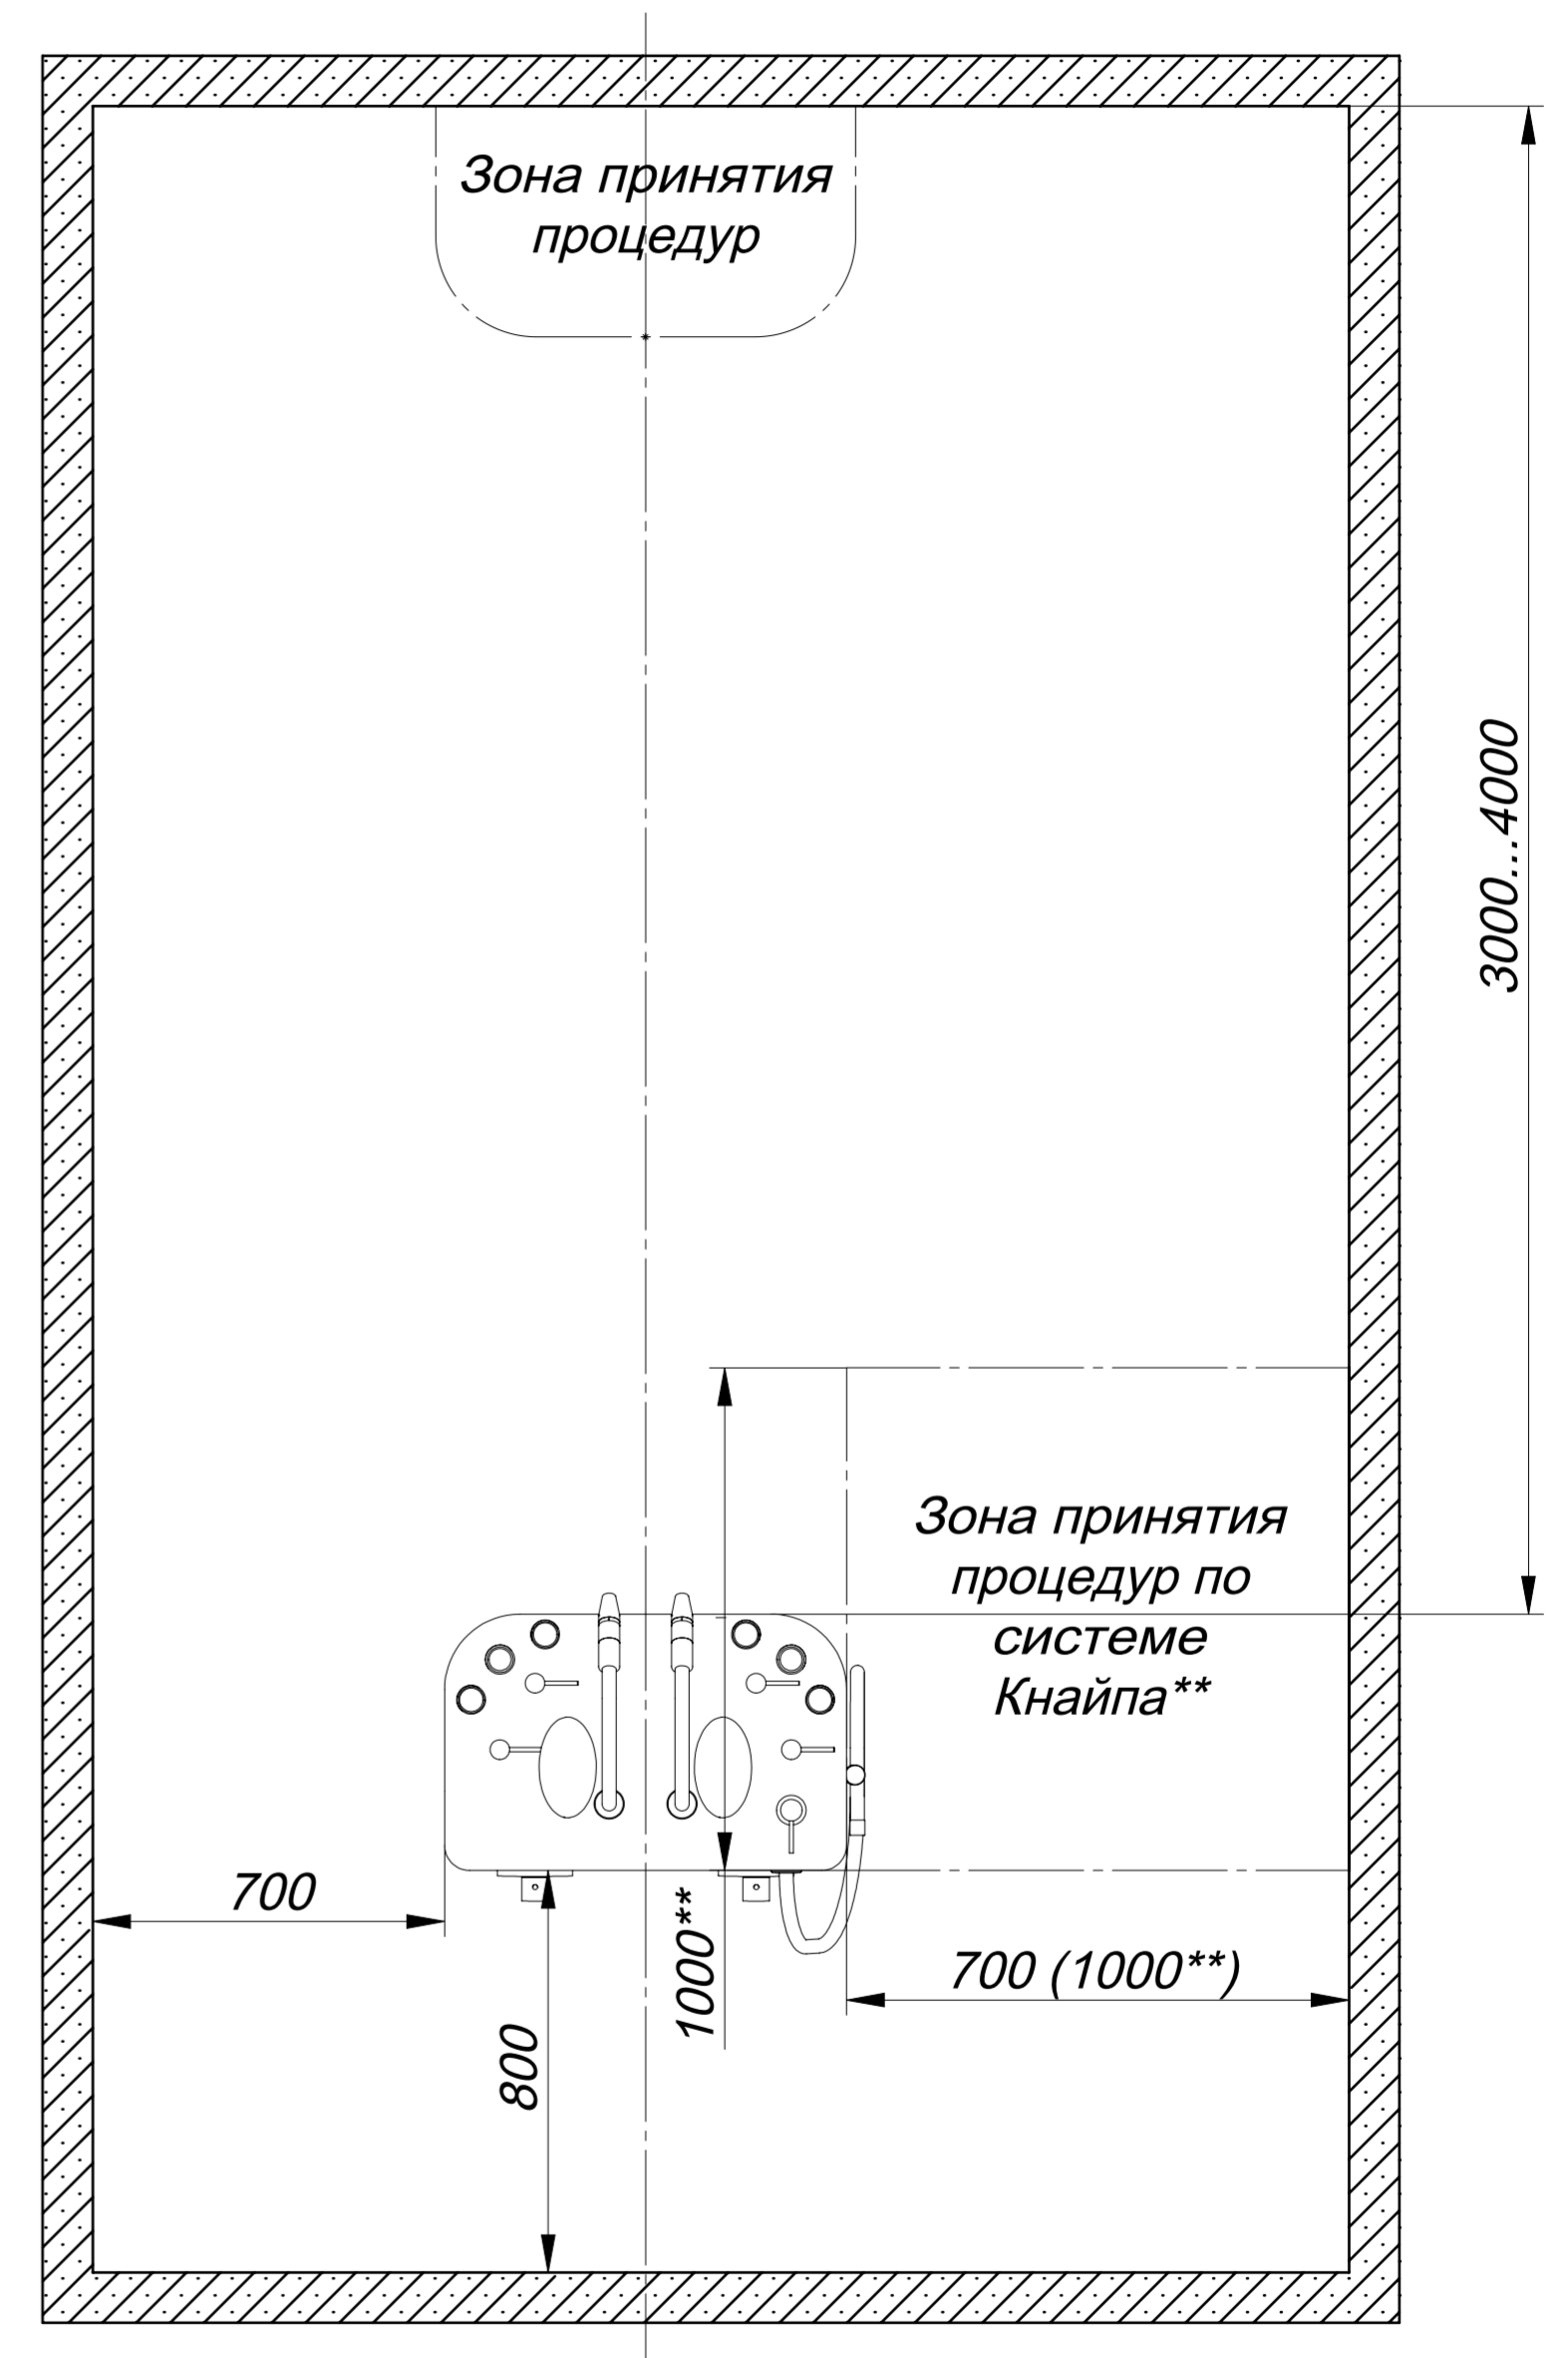 Зона принятия
процедур
3000...4000
Зона принятия
процедур по
системе
Кнайпа**
700
1000**
700 (1000**)
800